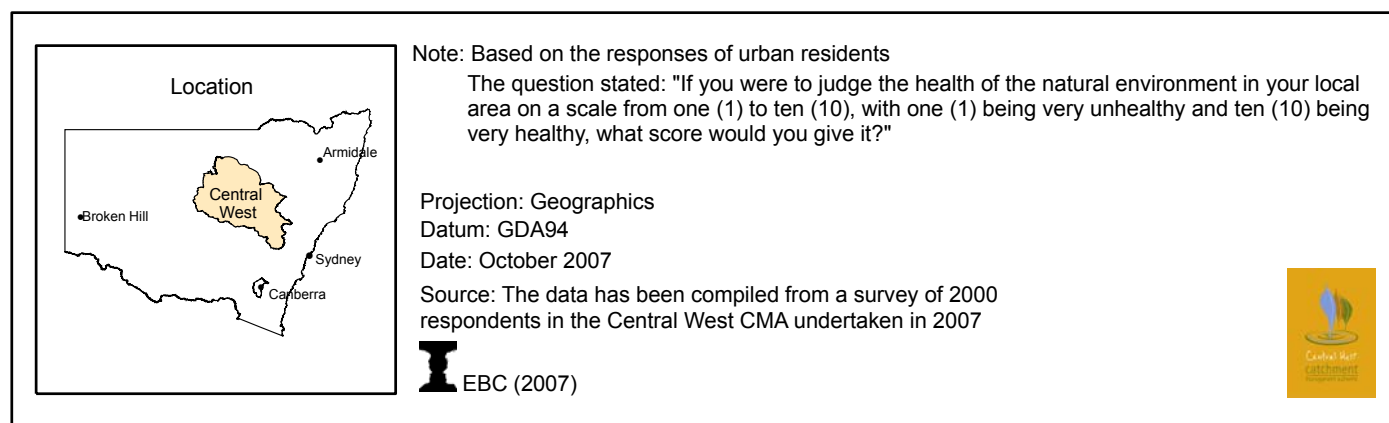 Location
Armidale
Central
West
Broken Hill
Sydney
Canberra
Note: Based on the responses of urban residents
The question stated: "If you were to judge the health of the natural environment in your local
area on a scale from one (1) to ten (10), with one (1) being very unhealthy and ten (10) being
very healthy, what score would you give it?"
Projection: Geographics
Datum: GDA94
Date: October 2007
Source: The data has been compiled from a survey of 2000
respondents in the Central West CMA undertaken in 2007
EBC (2007)
Central West
catchment